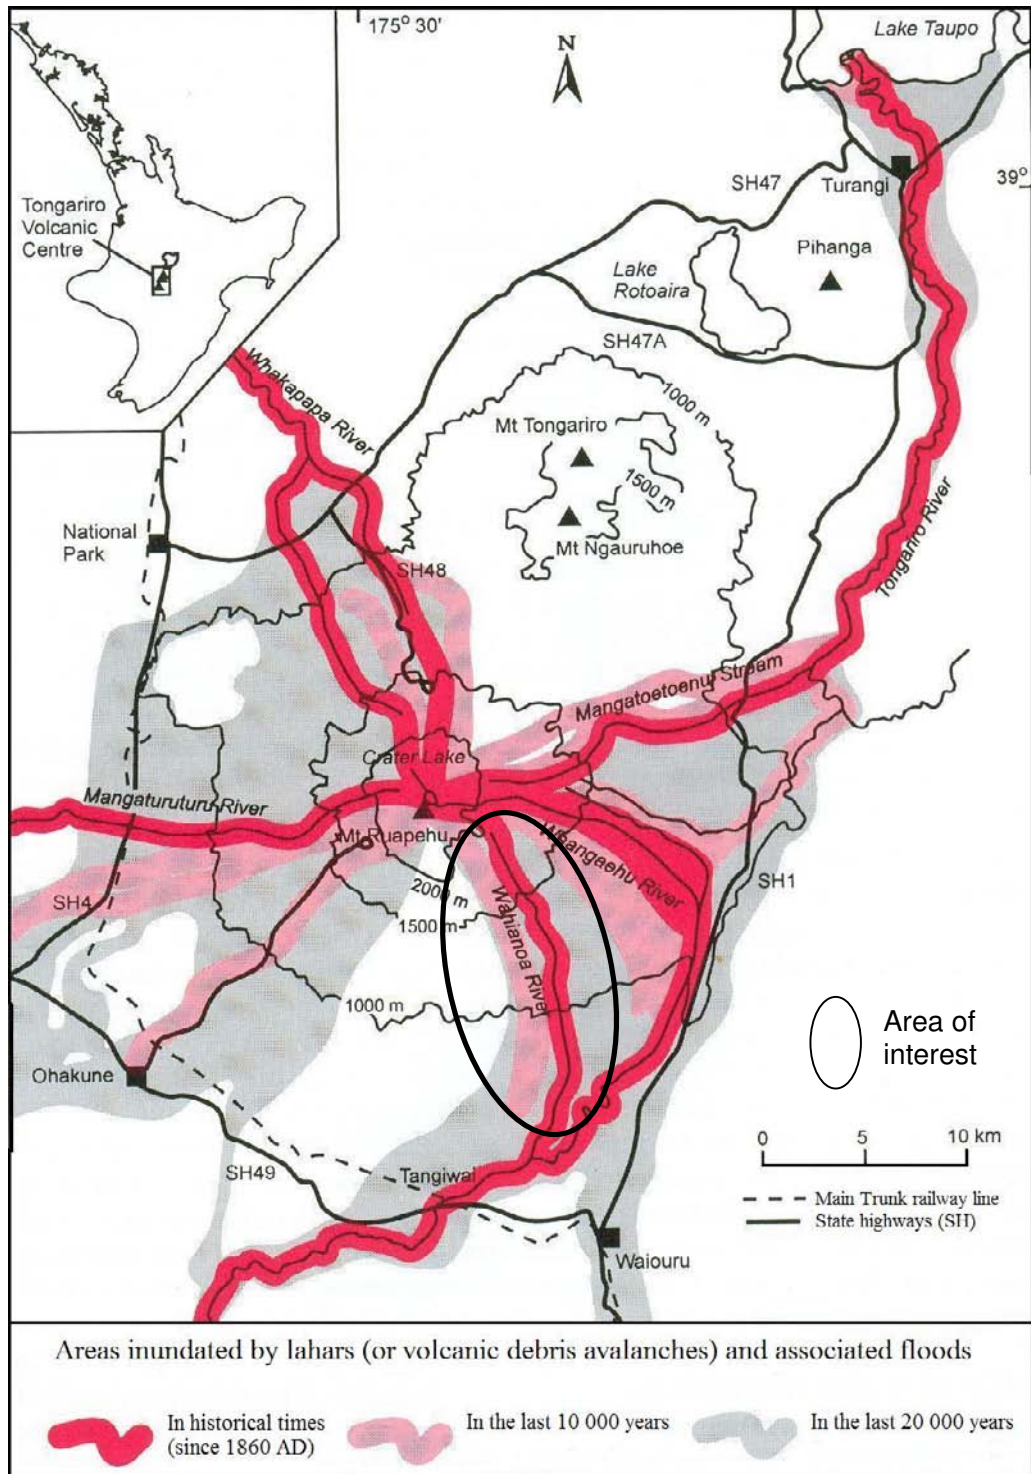 175° 30'
Lake Taupo
N
39°
SH47
Turangi
Tongariro
Volcanic
Centre
Pihanga
Lake
Rotoaira
SH47A
Whakapapa River
1000 m
Mt Tongariro
1500 m
National
Park
Mt Ngauruhoe
SH48
Tongariro River
Mangatoetoenui Stream
Crater Lake
Mangaturuturu River
Mt Ruapehu
Whangaehu River
SH1
2000 m
SH4
1500 m
Wahianoa River
1000 m
Area of
interest
Ohakune
0 5 10 km
SH49
Tangiwai
Main Trunk railway line
State highways (SH)
Waiouru
Areas inundated by lahars (or volcanic debris avalanches) and associated floods
In historical times
(since 1860 AD)
In the last 10 000 years
In the last 20 000 years